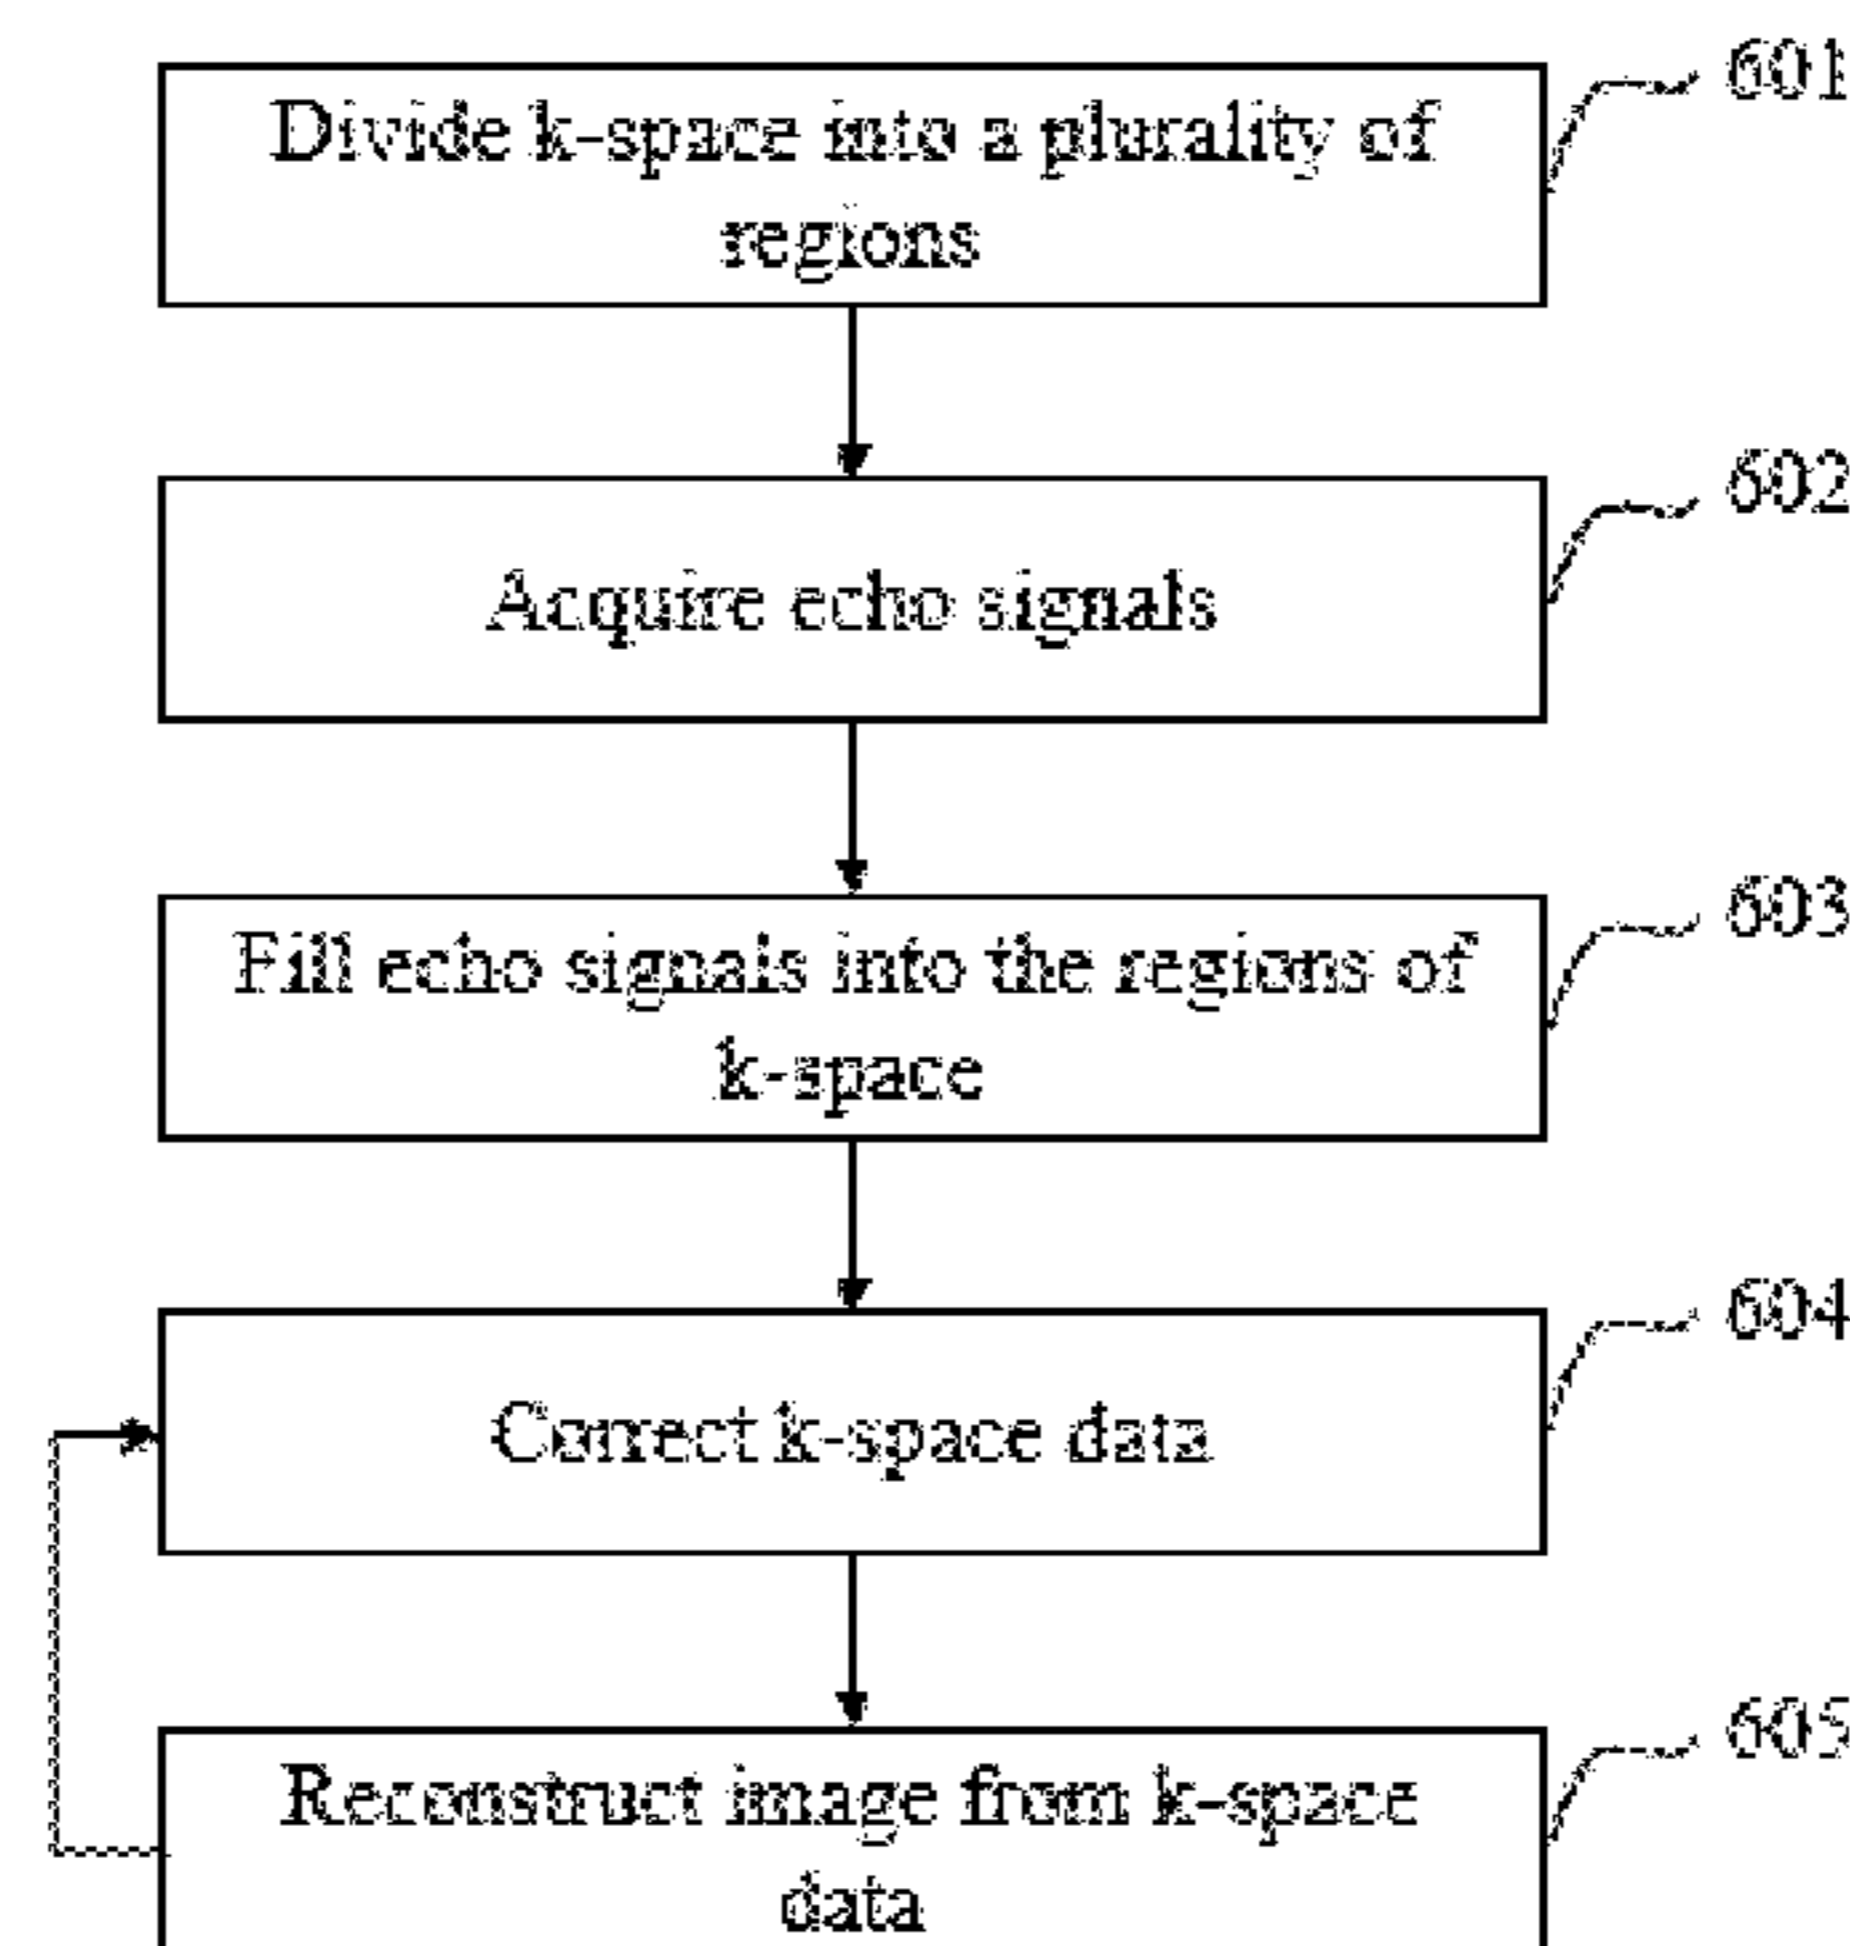 601
Divide k-space into a plurality of
regions
602
Acquire echo signals
603
Fill echo signals into the regions of
k-space
604
Correct k-space data
605
Reconstruct image from k-space
data